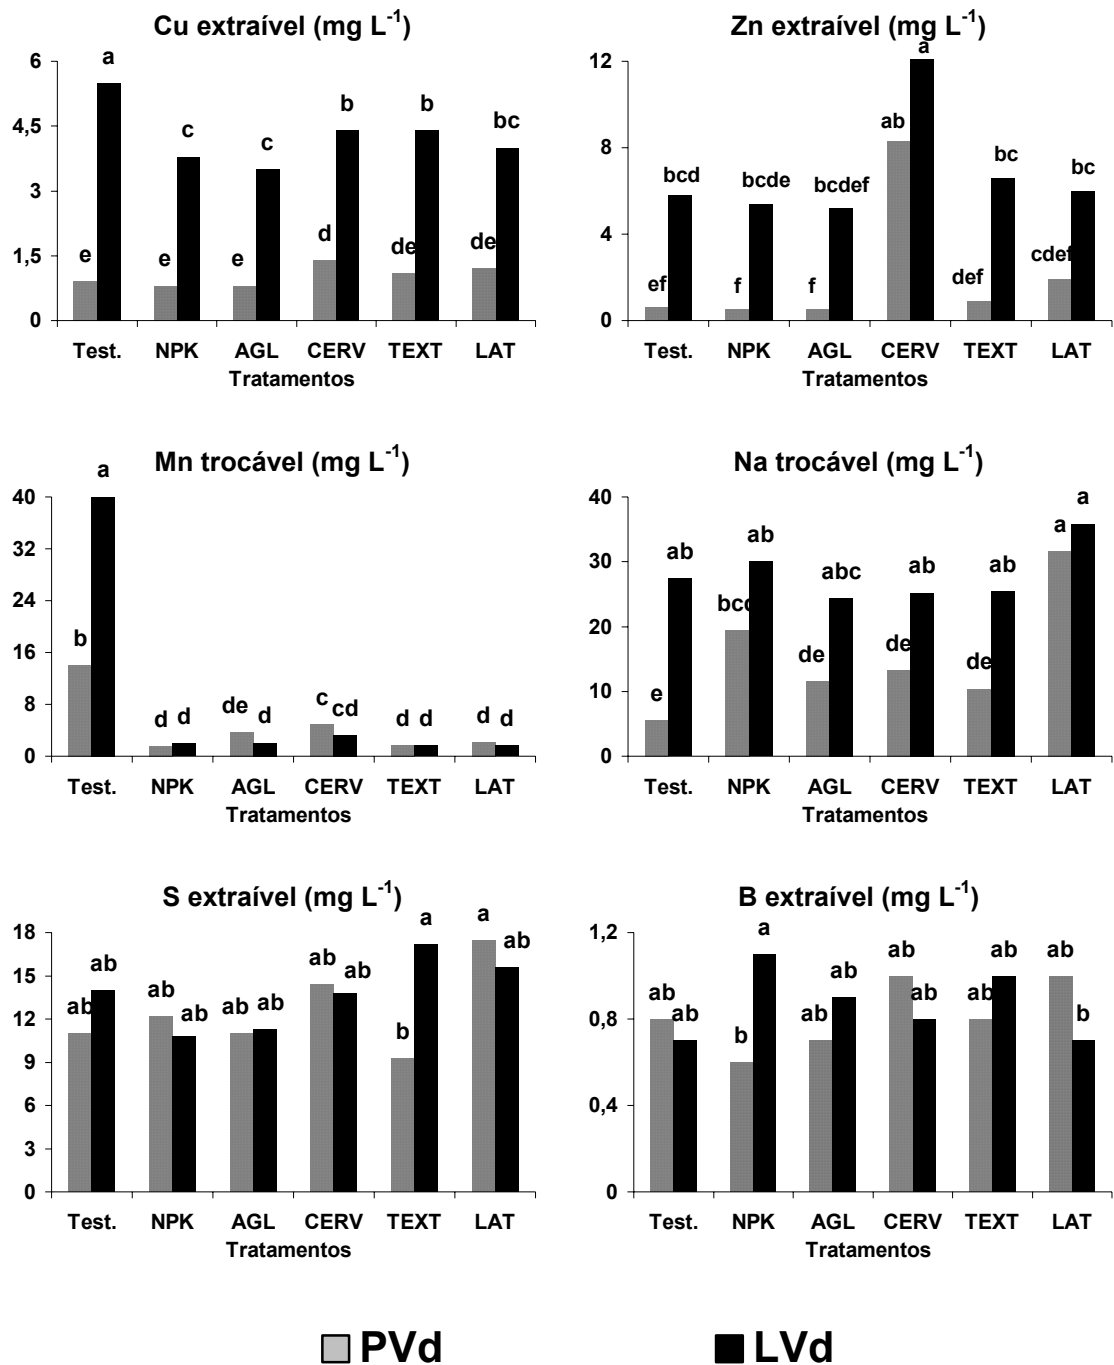 Cu extraível (mg L-1)
6
4,5
3
1,5
0
a
e
c
e
c
e
b
d
b
de
bc
de
Test. NPK AGL CERV TEXT LAT
Tratamentos
Zn extraível (mg L-1)
12
8
4
0
bcd
ef
bcde
f
bcdef
f
a
ab
bc
def
bc
cdef
Test. NPK AGL CERV TEXT LAT
Tratamentos
Mn trocável (mg L-1)
40
32
24
16
8
0
a
b
d d
de d
c cd
d d
d d
Test. NPK AGL CERV TEXT LAT
Tratamentos
Na trocável (mg L-1)
40
30
20
10
0
ab
e
ab
bcd
abc
de
ab
de
ab
de
a
a
Test. NPK AGL CERV TEXT LAT
Tratamentos
S extraível (mg L-1)
18
15
12
9
6
3
0
ab
ab
ab
ab
ab ab
ab ab
a
b
a
ab
Test. NPK AGL CERV TEXT LAT
Tratamentos
B extraível (mg L-1)
1,2
0,8
0,4
0
ab
ab
a
b
ab
ab
ab
ab
ab
ab
ab
b
Test. NPK AGL CERV TEXT LAT
Tratamentos
PVd LVd